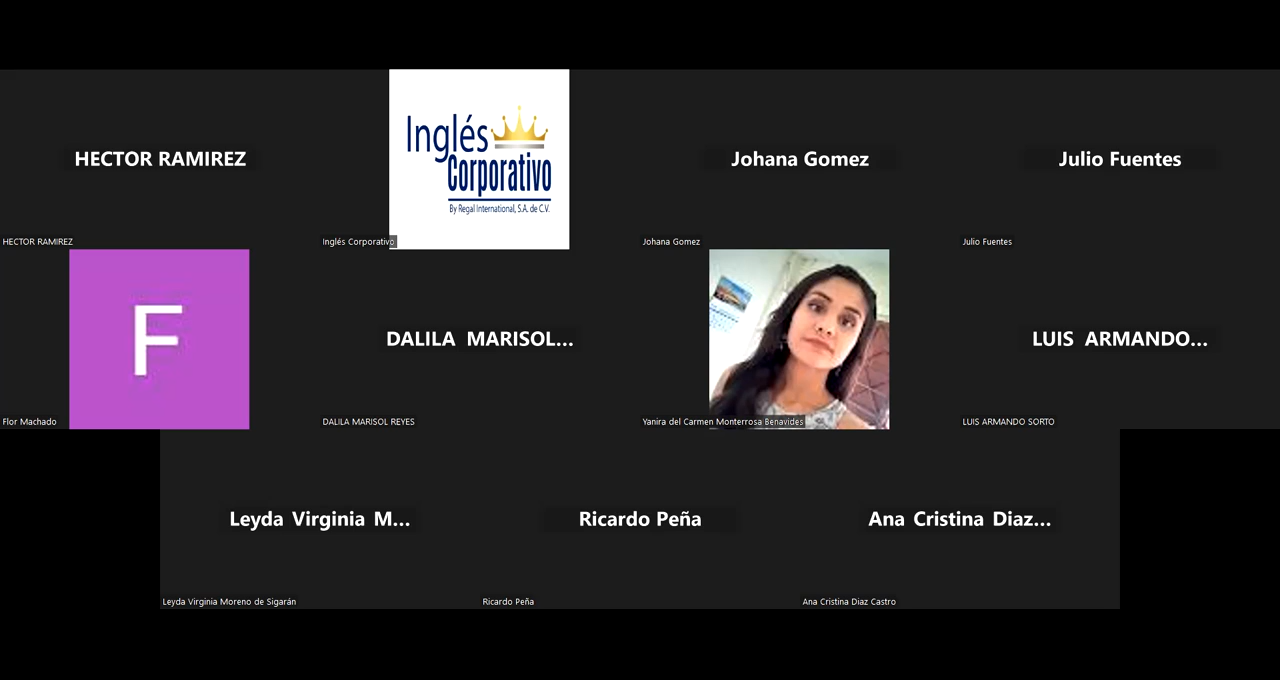 HECTOR RAMIREZ
Inglés
Corporativo
By Regal International, S.A. de C.V.
Johana Gomez
Julio Fuentes
HECTOR RAMIREZ
Inglés Corporativo
Johana Gomez
Julio Fuentes
F
DALILA MARISOL...
LUIS ARMANDO...
Flor Machado
DALILA MARISOL REYES
Yanira del Carmen Monterrosa Benavides
LUIS ARMANDO SORTO
Leyda Virginia M...
Ricardo Peña
Ana Cristina Diaz...
Leyda Virginia Moreno de Sigarán
Ricardo Peña
Ana Cristina Diaz Castro